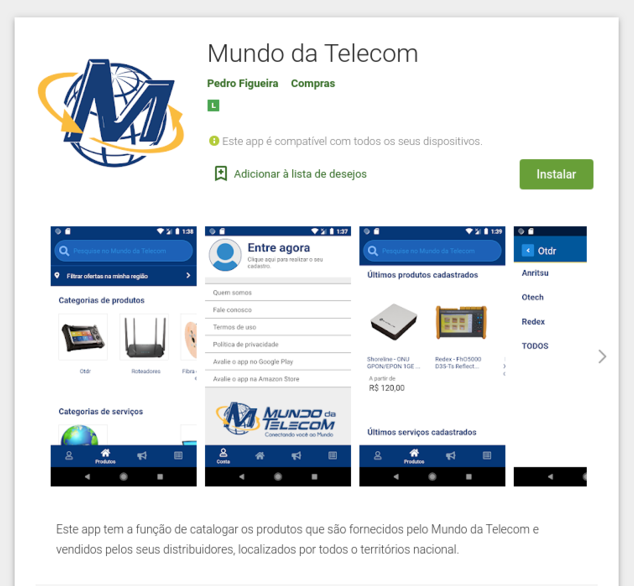 Mundo da Telecom
Pedro Figueira Compras
L
Este app é compatível com todos os seus dispositivos.
Adicionar à lista de desejos
Instalar
1:38
Pesquise no Mundo da Telecom
Filtrar ofertas na minha região
Categorias de produtos
Otdr
Roteadores
Fibra
Categorias de serviços
Produtos
1:37
Entre agora
Clique aqui para realizar o seu
cadastro.
Quem somos
Fale conosco
Termos de uso
Política de privacidade
Avalie o app no Google Play
Avalie o app na Amazon Store
MUNDO DA
TELECOM
Conectando você ao Mundo
Conta
1:39
Pesquise no Mundo da Telecom
Últimos produtos cadastrados
Shoreline - ONU
GPON/EPON 1GE ...
A partir de
R$ 120,00
Redex - FhO5000
D35-Ts Reflect...
Últimos serviços cadastrados
Produtos
Otdr
Anritsu
Otech
Redex
TODOS
Este app tem a função de catalogar os produtos que são fornecidos pelo Mundo da Telecom e
vendidos pelos seus distribuidores, localizados por todos o territórios nacional.